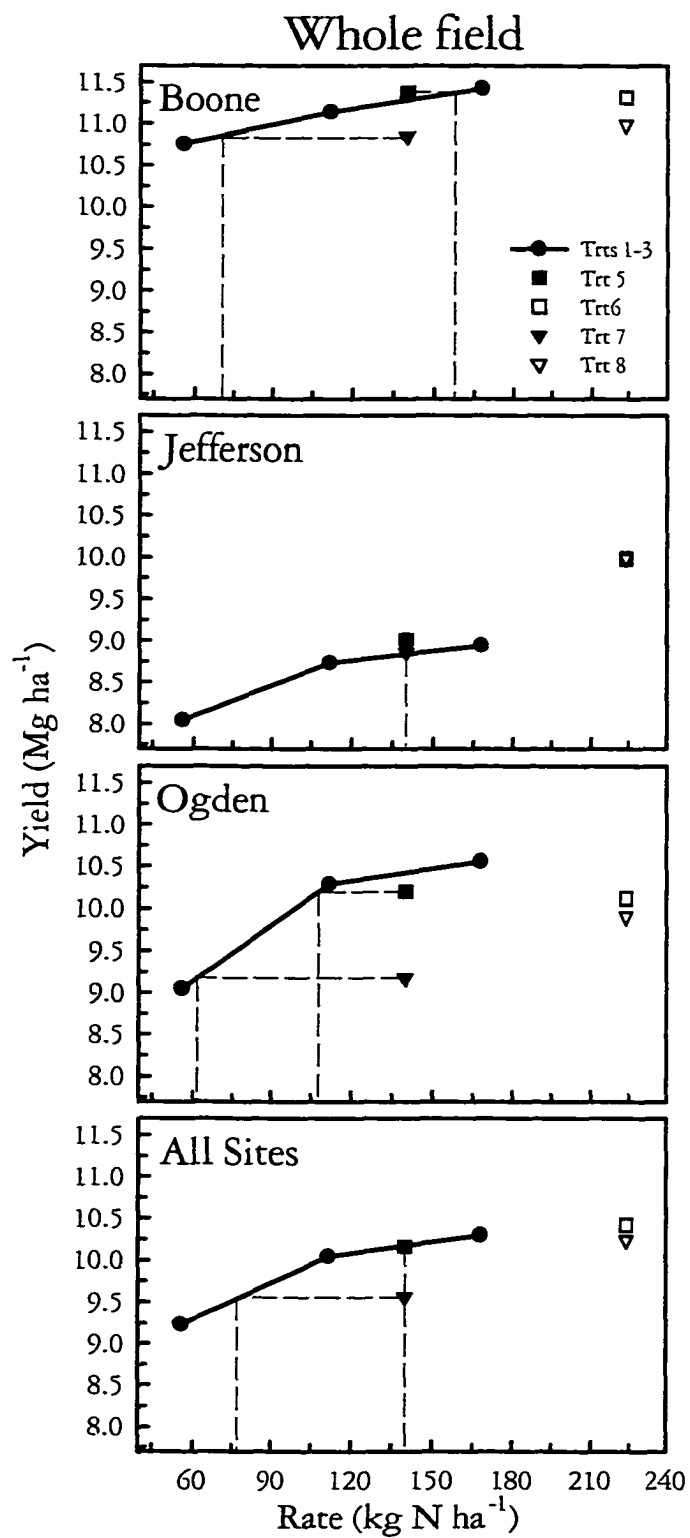 Whole field
Boone
11.5
11.0
10.5
10.0
9.5
9.0
8.5
8.0
Trts 1-3
Trt 5
Trt6
Trt 7
Trt 8
Jefferson
11.5
11.0
10.5
10.0
9.5
9.0
8.5
8.0
Yield (Mg ha⁻¹)
Ogden
11.5
11.0
10.5
10.0
9.5
9.0
8.5
8.0
All Sites
11.5
11.0
10.5
10.0
9.5
9.0
8.5
8.0
60 90 120 150 180 210 240
Rate (kg N ha⁻¹)